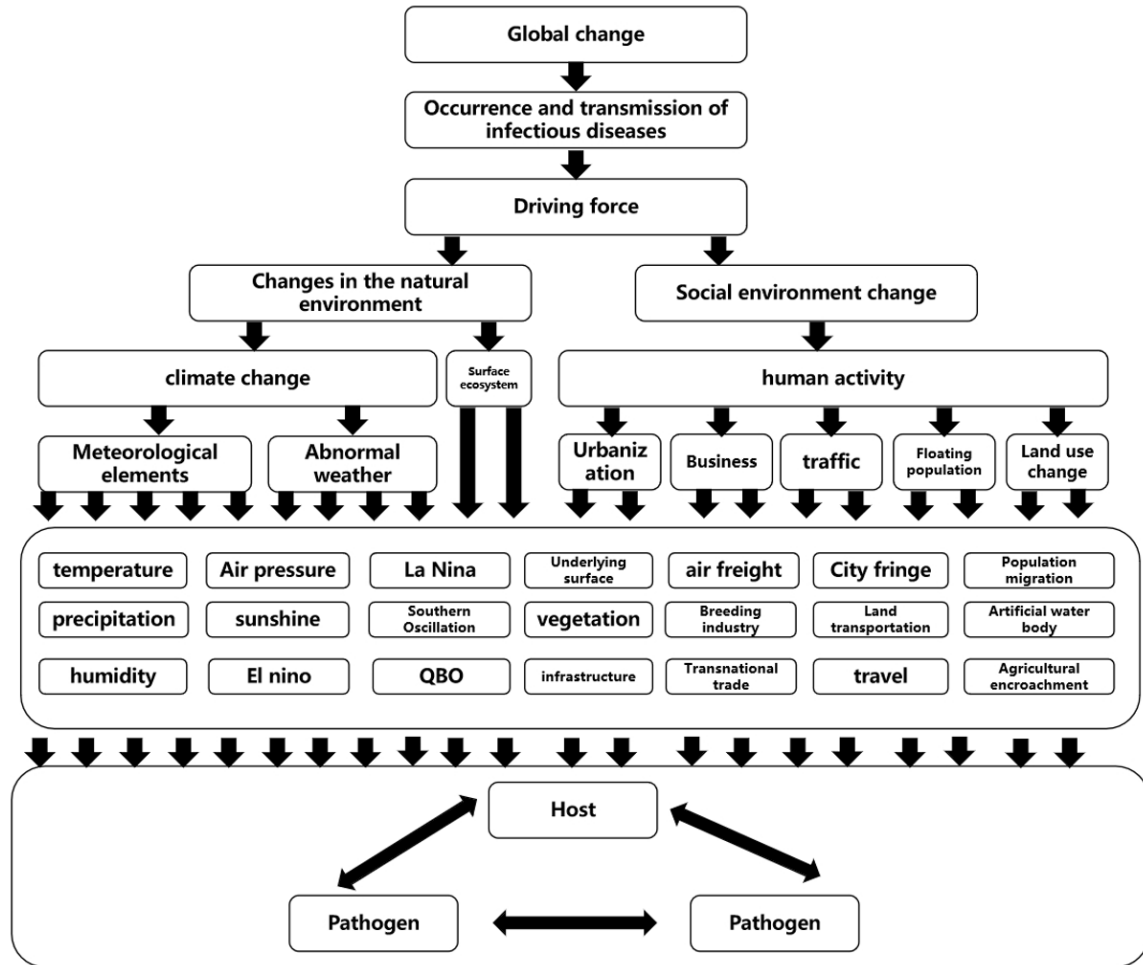 Global change
Occurrence and transmission of
infectious diseases
Driving force
Changes in the natural
environment
Social environment change
climate change
Surface
ecosystem
human activity
Meteorological
elements
Abnormal
weather
Urbaniz
ation
Business
traffic
Floating
population
Land use
change
temperature
Air pressure
La Nina
Underlying
surface
air freight
City fringe
Population
migration
precipitation
sunshine
Southern
Oscillation
vegetation
Breeding
industry
Land
transportation
Artificial water
body
humidity
El nino
QBO
infrastructure
Transnational
trade
travel
Agricultural
encroachment
Host
Pathogen
Pathogen